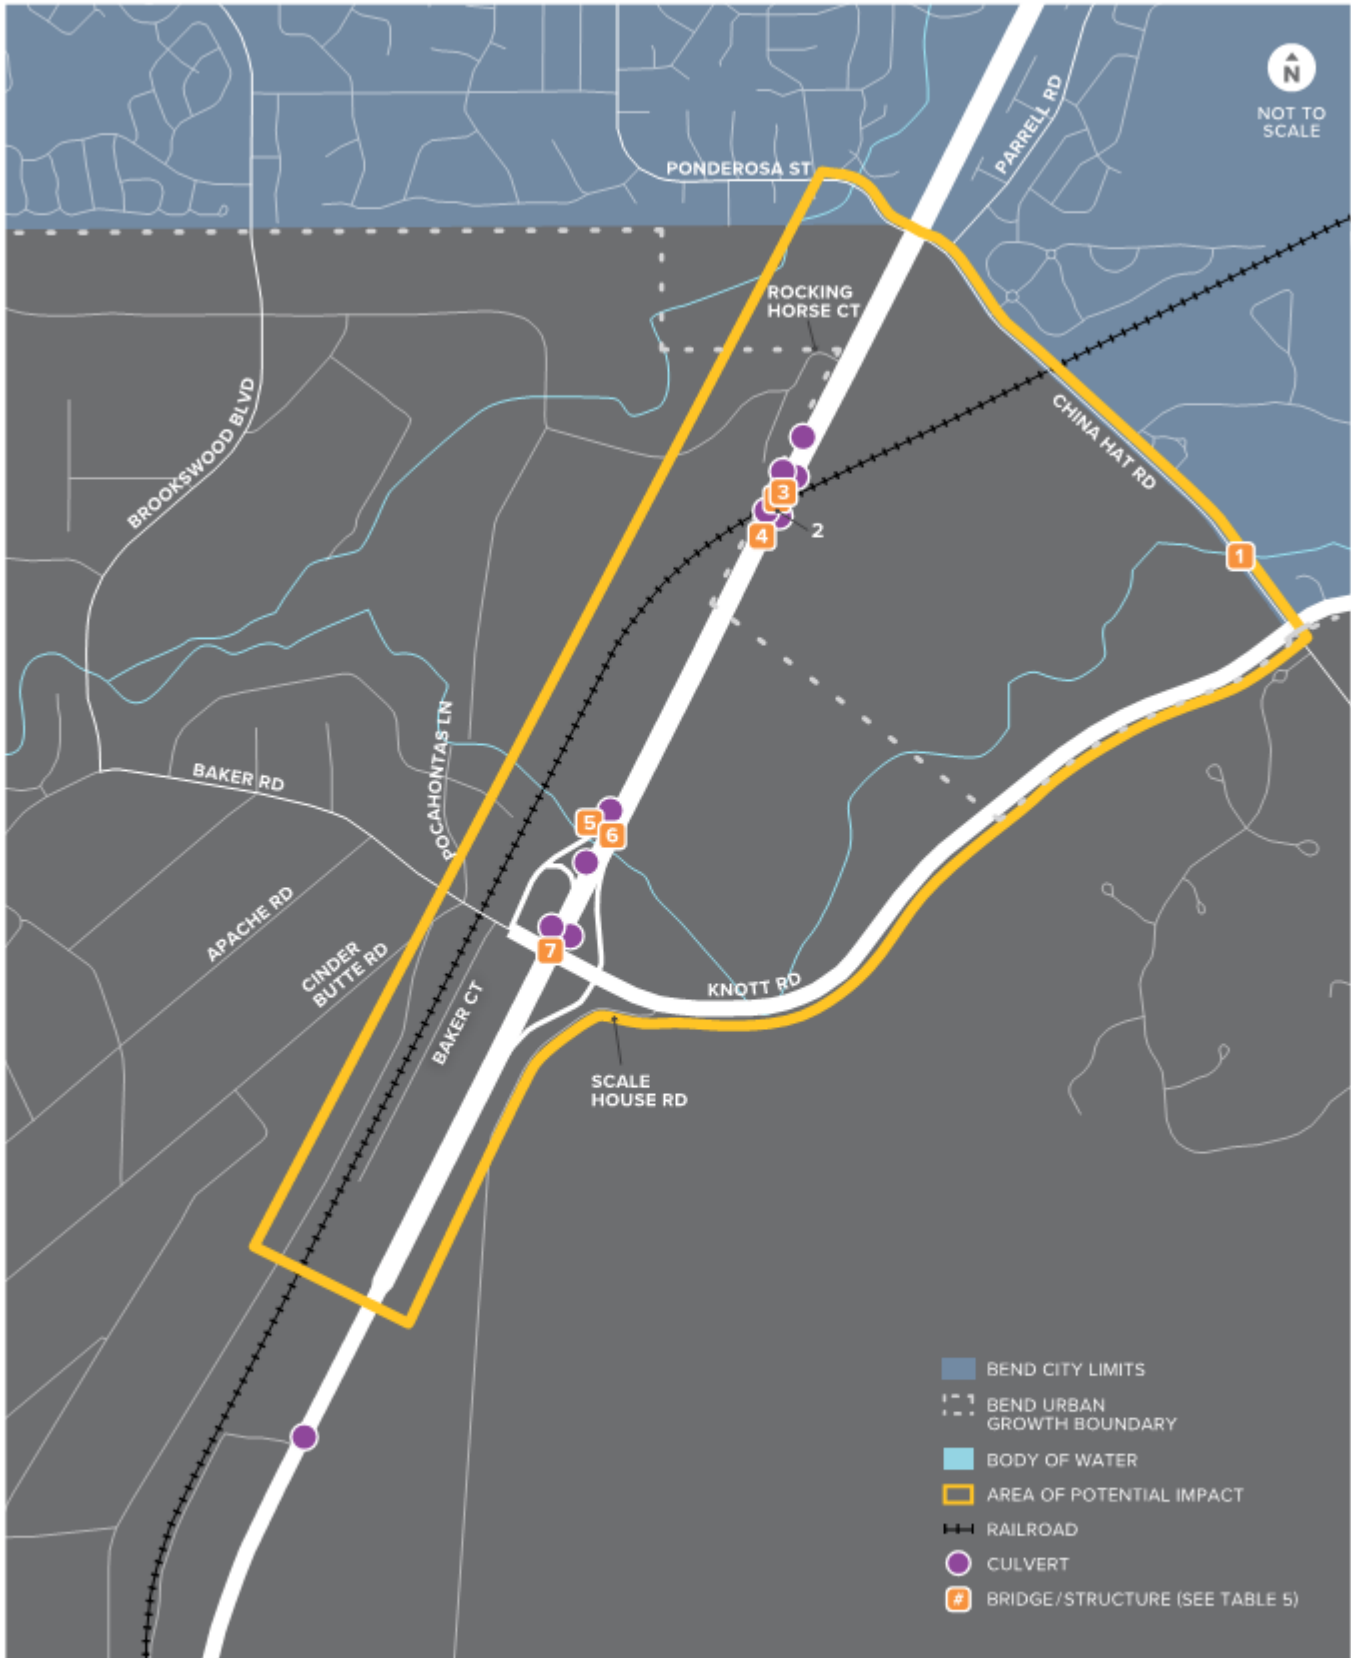 N
NOT TO
SCALE
PARRELL RD
PONDEROSA ST
ROCKING
HORSE CT
BROOKSWOOD BLVD
CHINA HAT RD
3
2
4
1
POCAHONTAS LN
BAKER RD
5
6
APACHE RD
CINDER
BUTTE RD
7
BAKER CT
KNOTT RD
SCALE
HOUSE RD
BEND CITY LIMITS
BEND URBAN
GROWTH BOUNDARY
BODY OF WATER
AREA OF POTENTIAL IMPACT
RAILROAD
CULVERT
# BRIDGE/STRUCTURE (SEE TABLE 5)